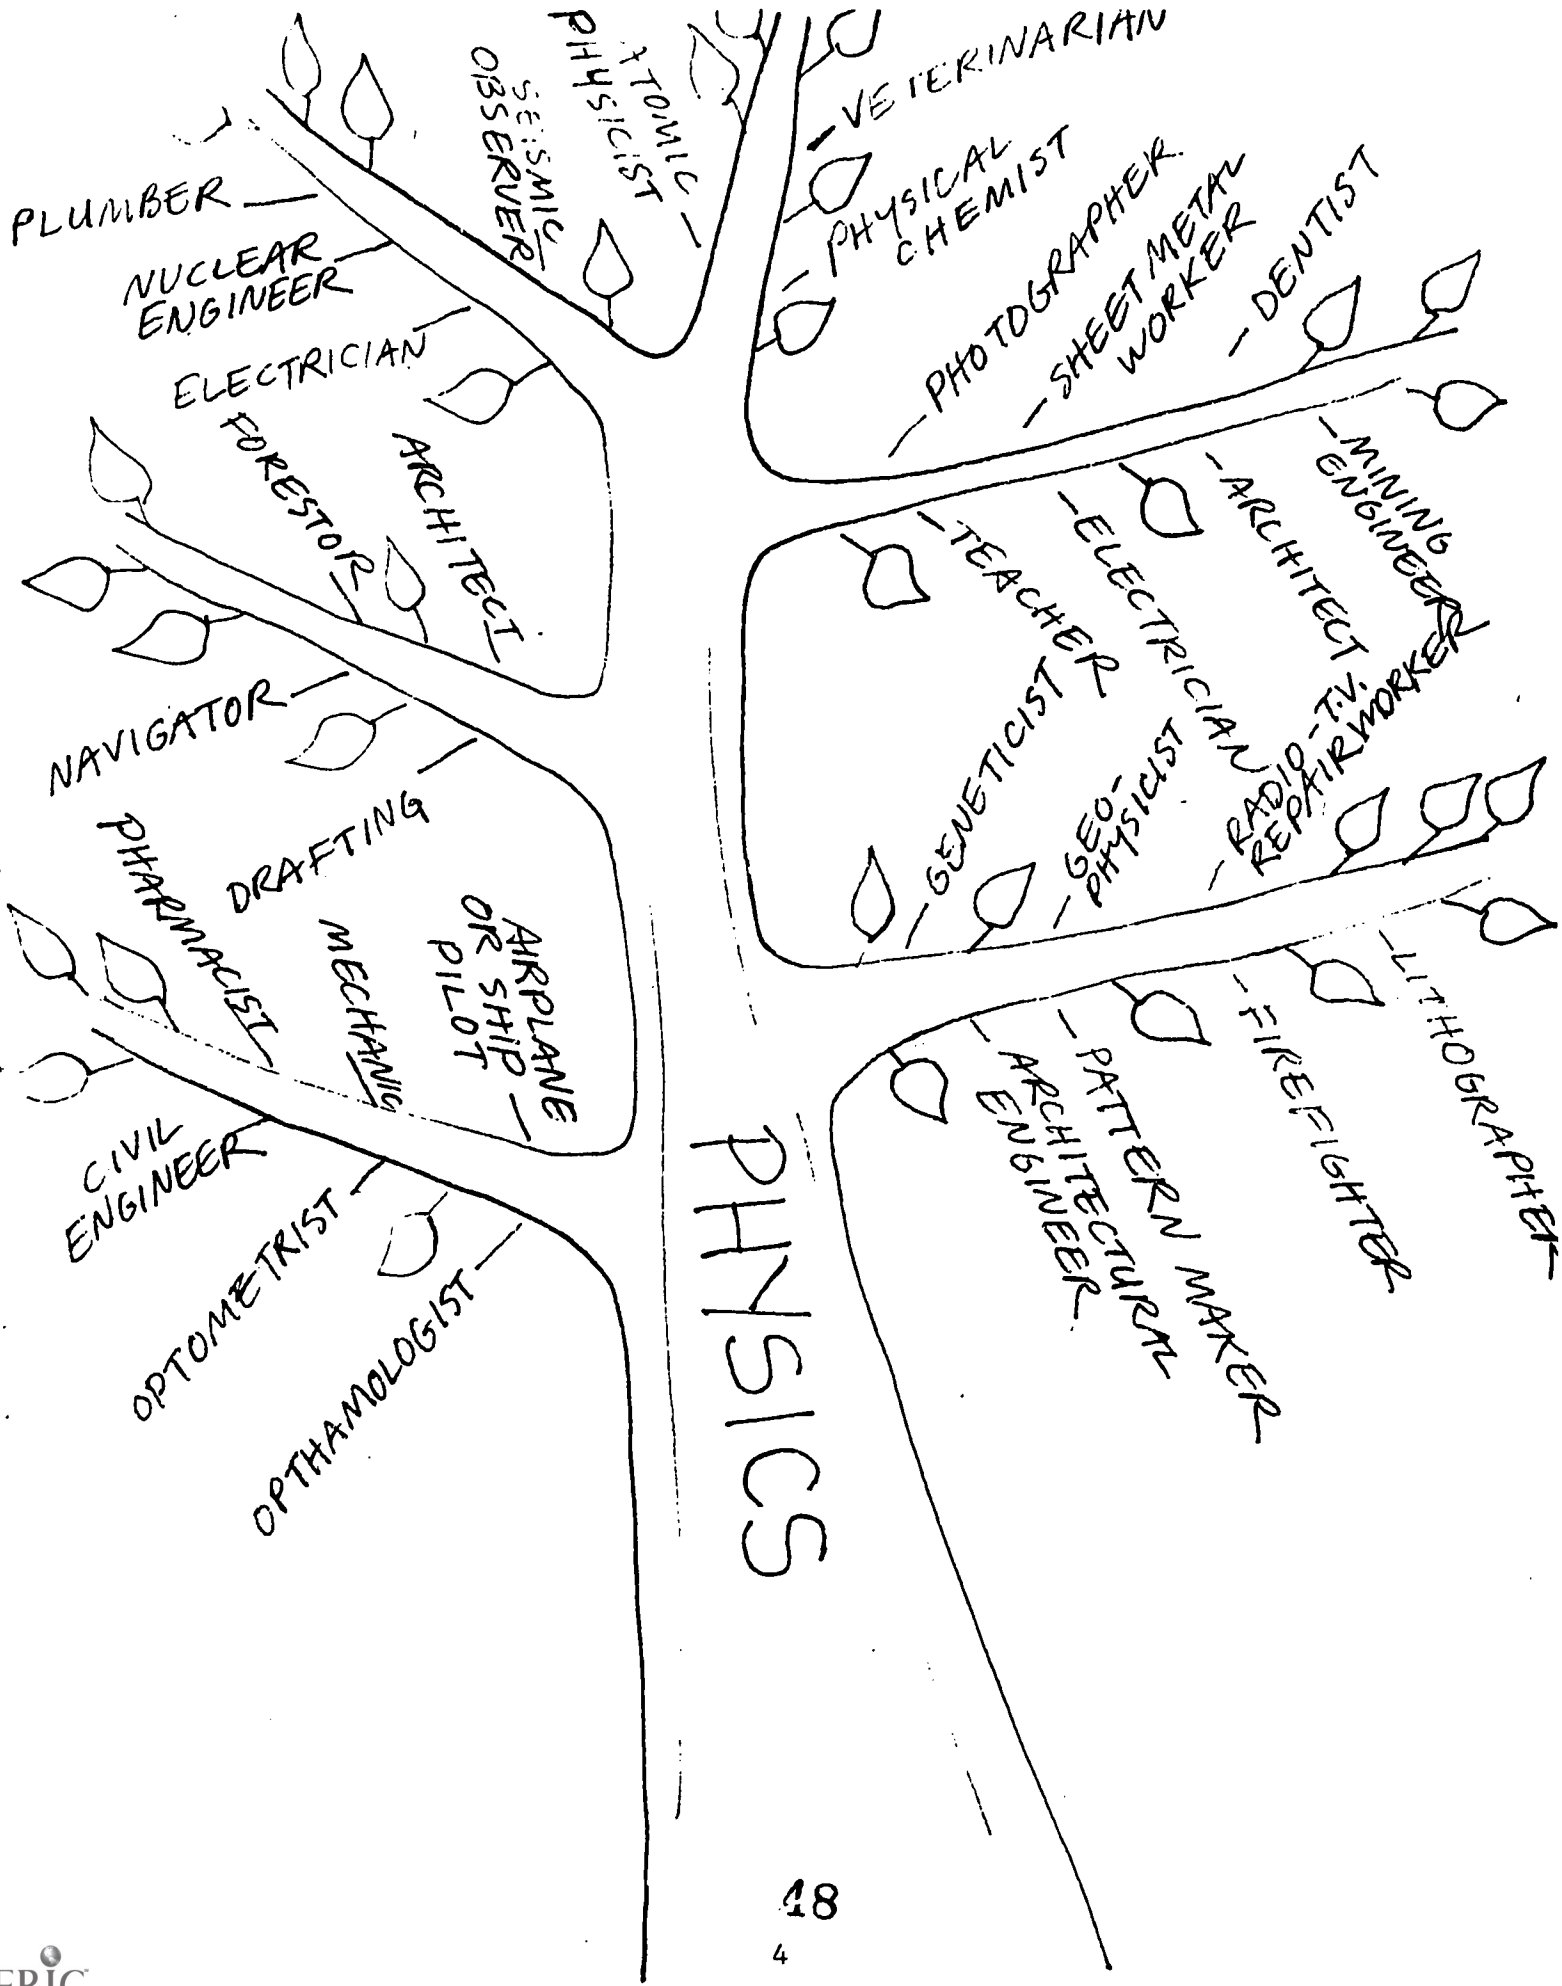 SEISMIC
OBSERVER
ATOMIC
PHYSICIST
VETERINARIAN
PLUMBER
NUCLEAR
ENGINEER
ELECTRICIAN
FORESTOR
ARCHITECT
PHYSICAL
CHEMIST
PHOTOGRAPHER
SHEET METAL
WORKER
DENTIST
MINING
ENGINEER
ARCHITECT
ELECTRICIAN
TEACHER
NAVIGATOR
DRAFTING
PHARMACIST
MECHANIC
AIRPLANE
OR SHIP
PILOT
GENETICIST
GEO-
PHYSICIST
RADIO-T.V.
REPAIRWORKER
CIVIL
ENGINEER
OPTOMETRIST
OPTHAMOLOGIST
ARCHITECTURAL
ENGINEER
PATTERN MAKER
FIREFIGHTER
LITHOGRAPHER
PHYSICS
48
4
ERIC